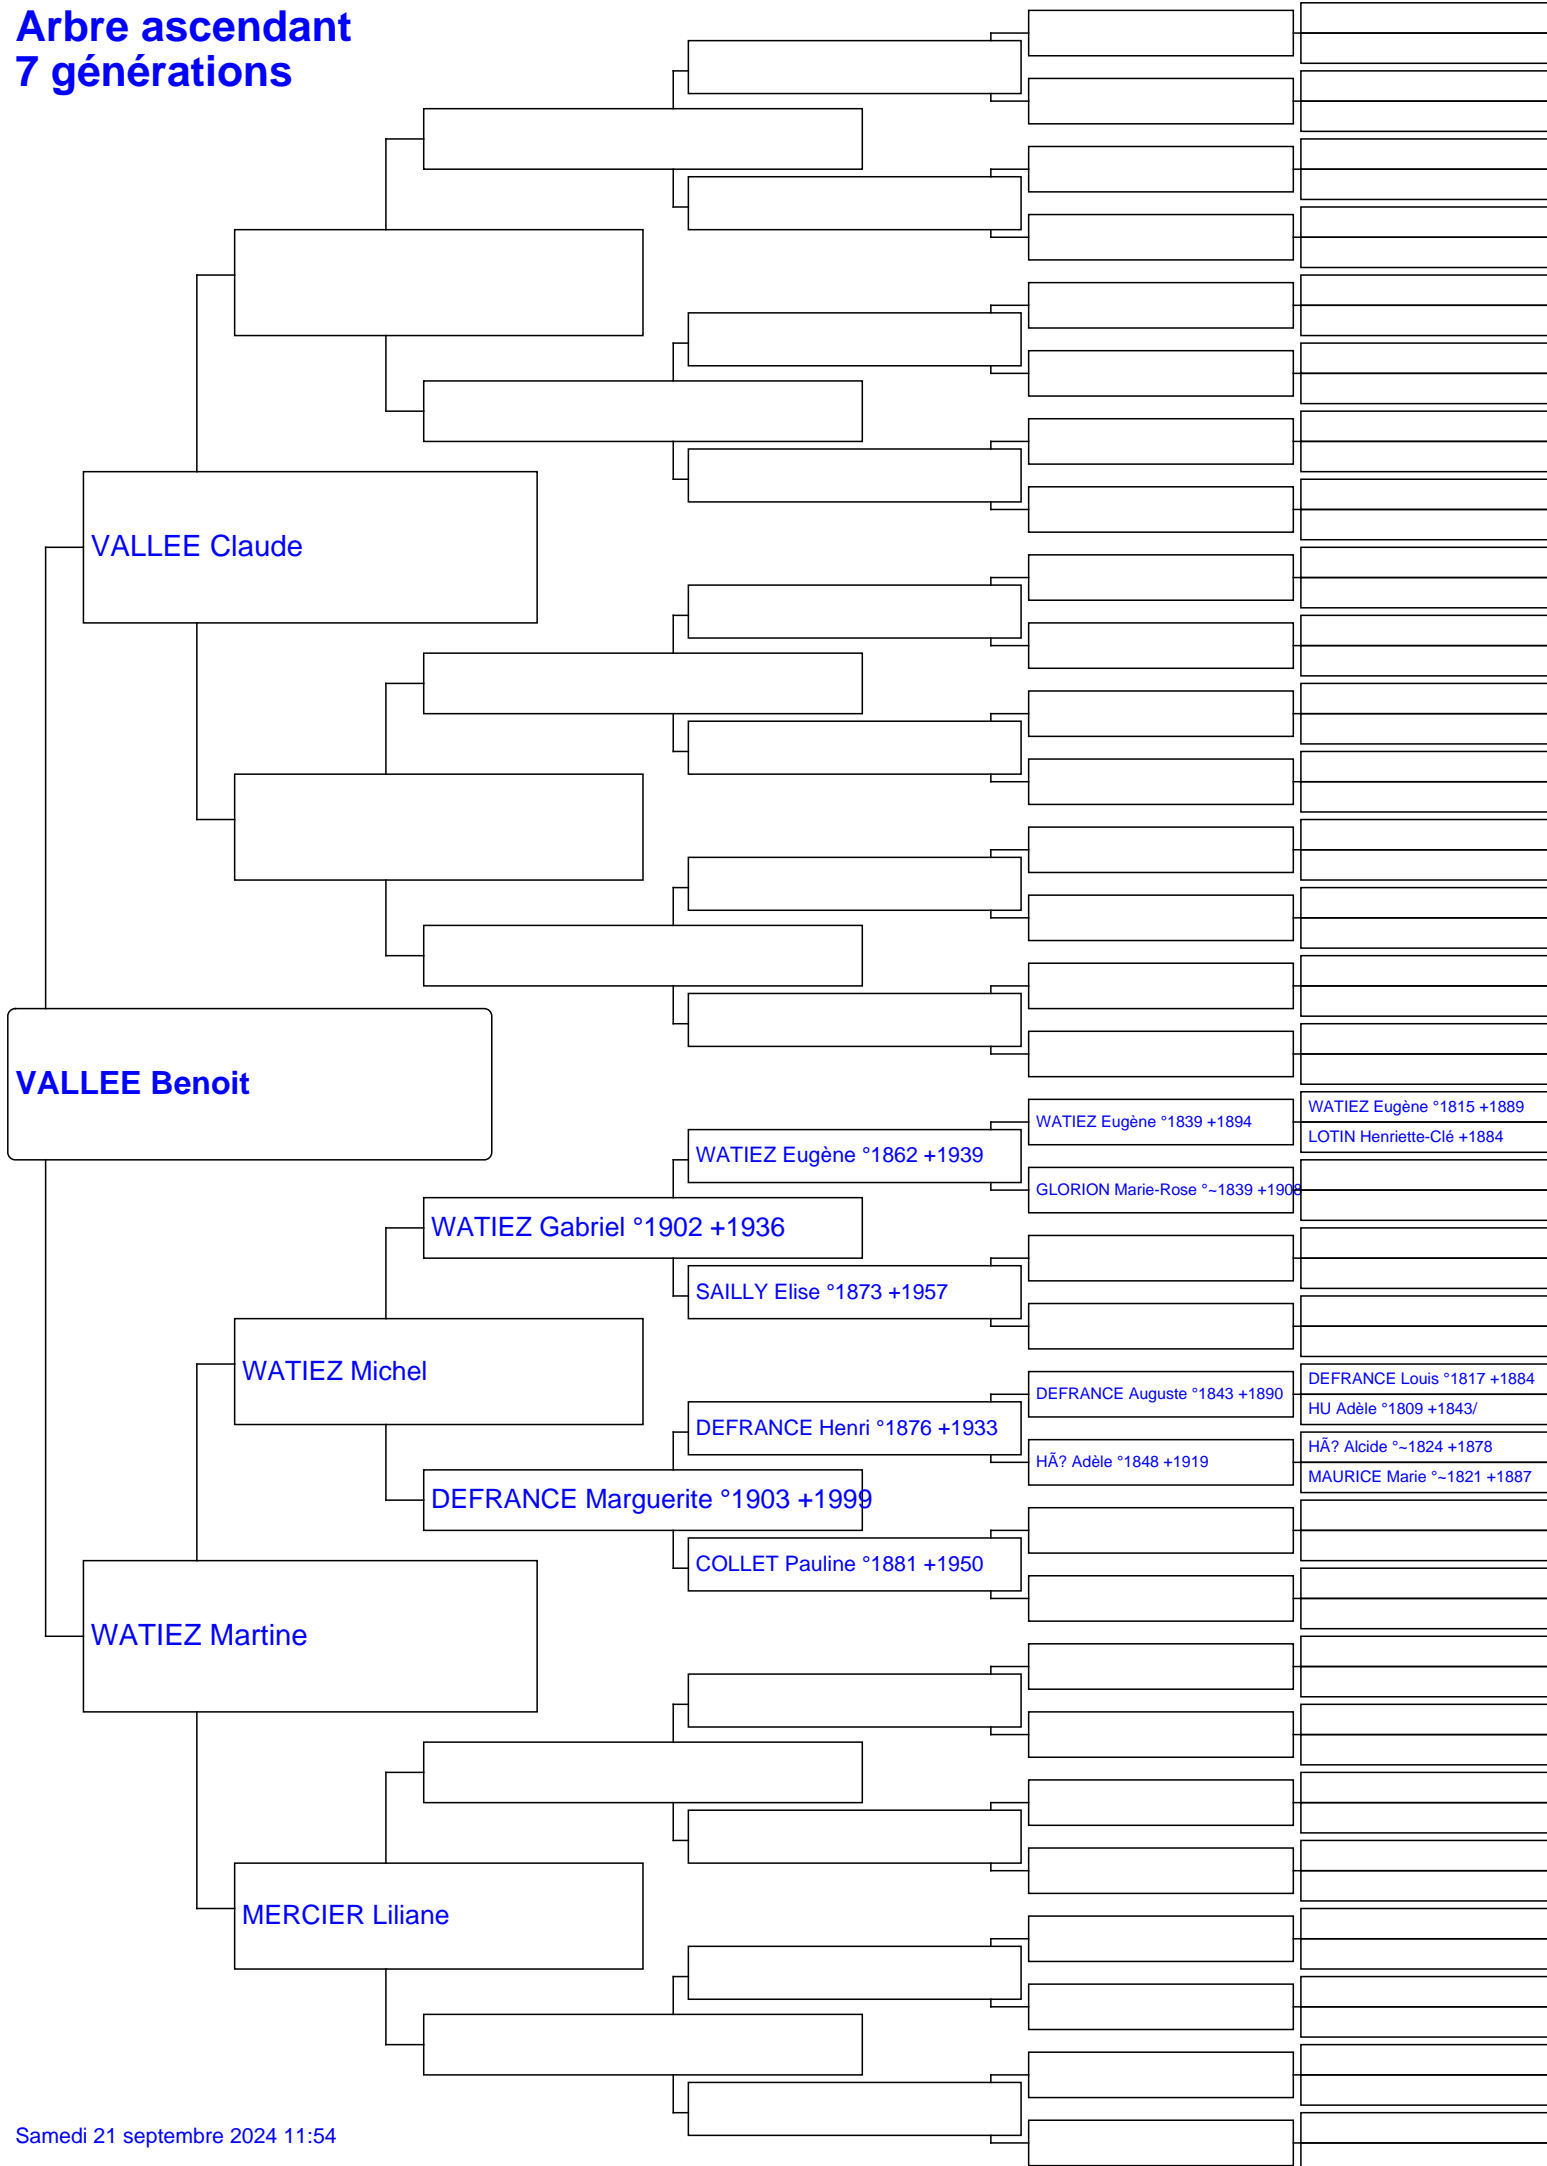 Arbre ascendant
7 générations
VALLEE Claude
VALLEE Benoit
WATIEZ Eugène °1815 +1889
WATIEZ Eugène °1839 +1894
LOTIN Henriette-Clé +1884
WATIEZ Eugène °1862 +1939
GLORION Marie-Rose °~1839 +1908
WATIEZ Gabriel °1902 +1936
SAILLY Elise °1873 +1957
WATIEZ Michel
DEFRANCE Louis °1817 +1884
DEFRANCE Auguste °1843 +1890
HU Adèle °1809 +1843/
DEFRANCE Henri °1876 +1933
HÃ? Alcide °~1824 +1878
HÃ? Adèle °1848 +1919
MAURICE Marie °~1821 +1887
DEFRANCE Marguerite °1903 +1999
COLLET Pauline °1881 +1950
WATIEZ Martine
MERCIER Liliane
Samedi 21 septembre 2024 11:54